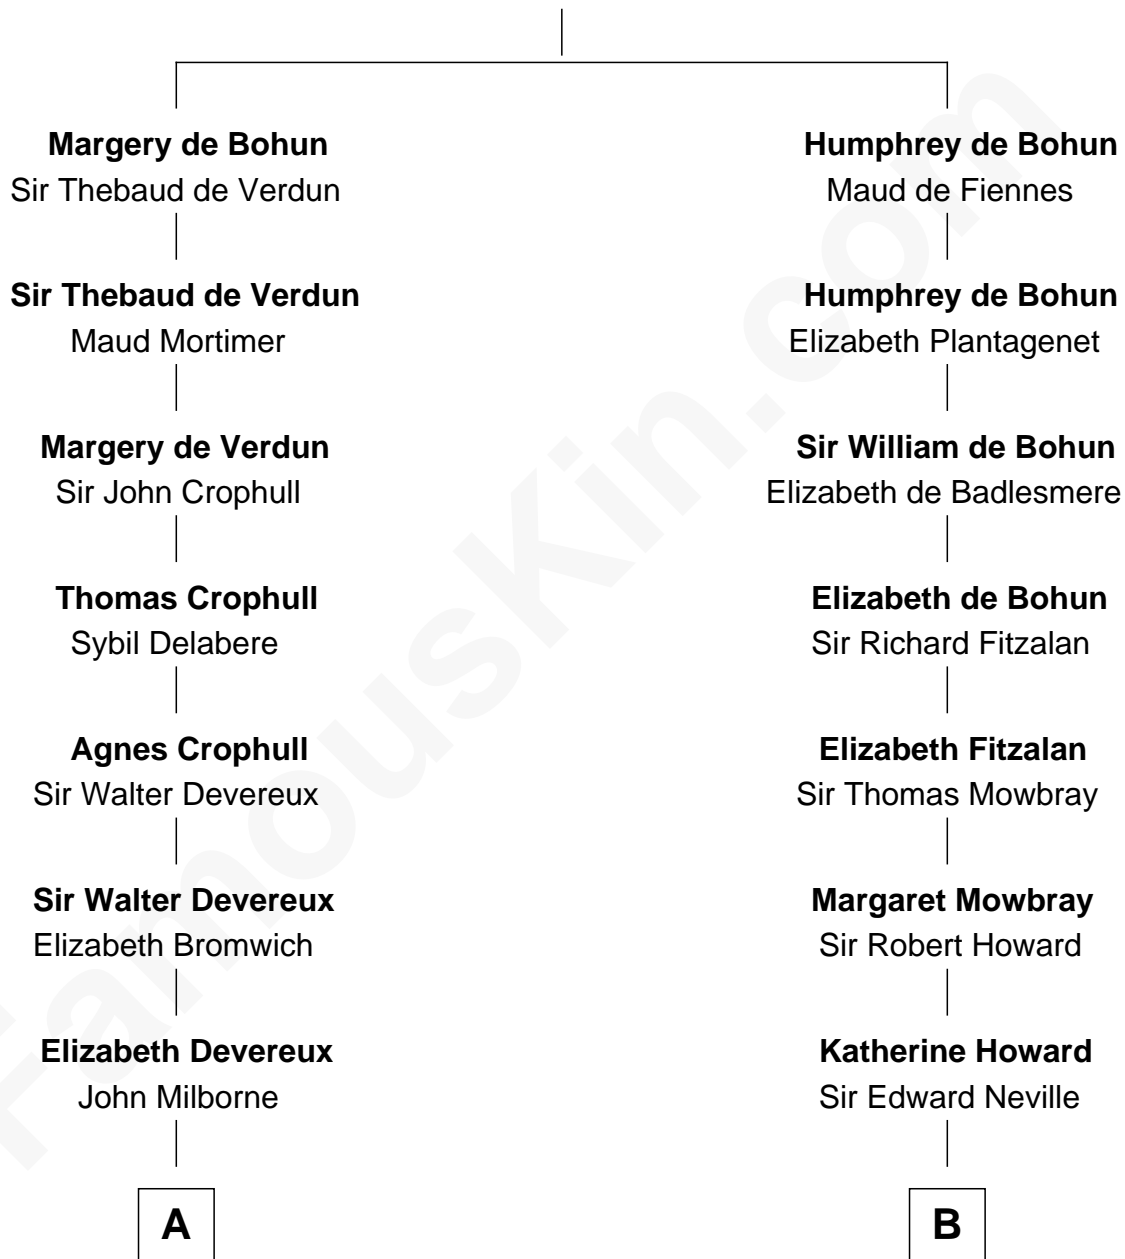 Margery de Bohun
Sir Thebaud de Verdun
Sir Thebaud de Verdun
Maud Mortimer
Margery de Verdun
Sir John Crophull
Thomas Crophull
Sybil Delabere
Agnes Crophull
Sir Walter Devereux
Sir Walter Devereux
Elizabeth Bromwich
Elizabeth Devereux
John Milborne
A
Humphrey de Bohun
Maud de Fiennes
Humphrey de Bohun
Elizabeth Plantagenet
Sir William de Bohun
Elizabeth de Badlesmere
Elizabeth de Bohun
Sir Richard Fitzalan
Elizabeth Fitzalan
Sir Thomas Mowbray
Margaret Mowbray
Sir Robert Howard
Katherine Howard
Sir Edward Neville
B
FamousKin.com